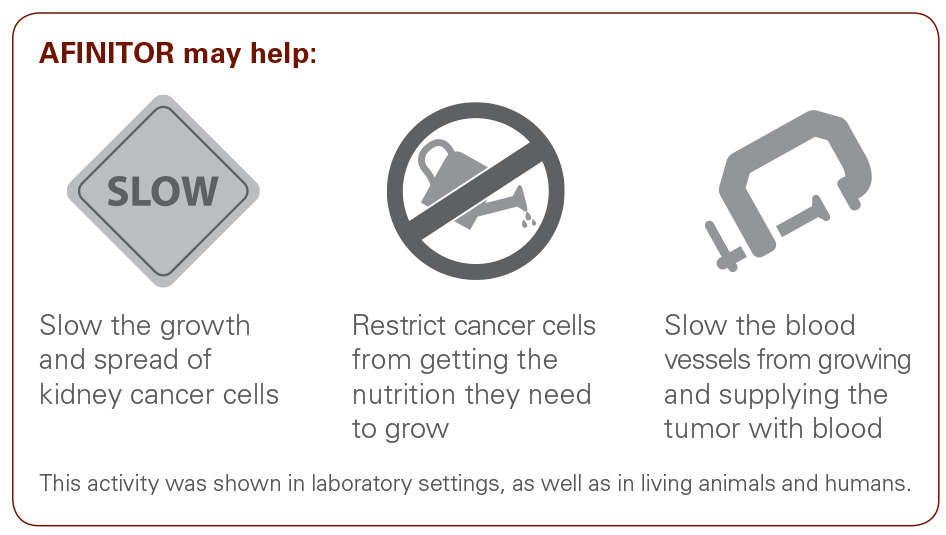 AFINITOR may help:
SLOW
Slow the growth
and spread of
kidney cancer cells
Restrict cancer cells
from getting the
nutrition they need
to grow
Slow the blood
vessels from growing
and supplying the
tumor with blood
This activity was shown in laboratory settings, as well as in living animals and humans.